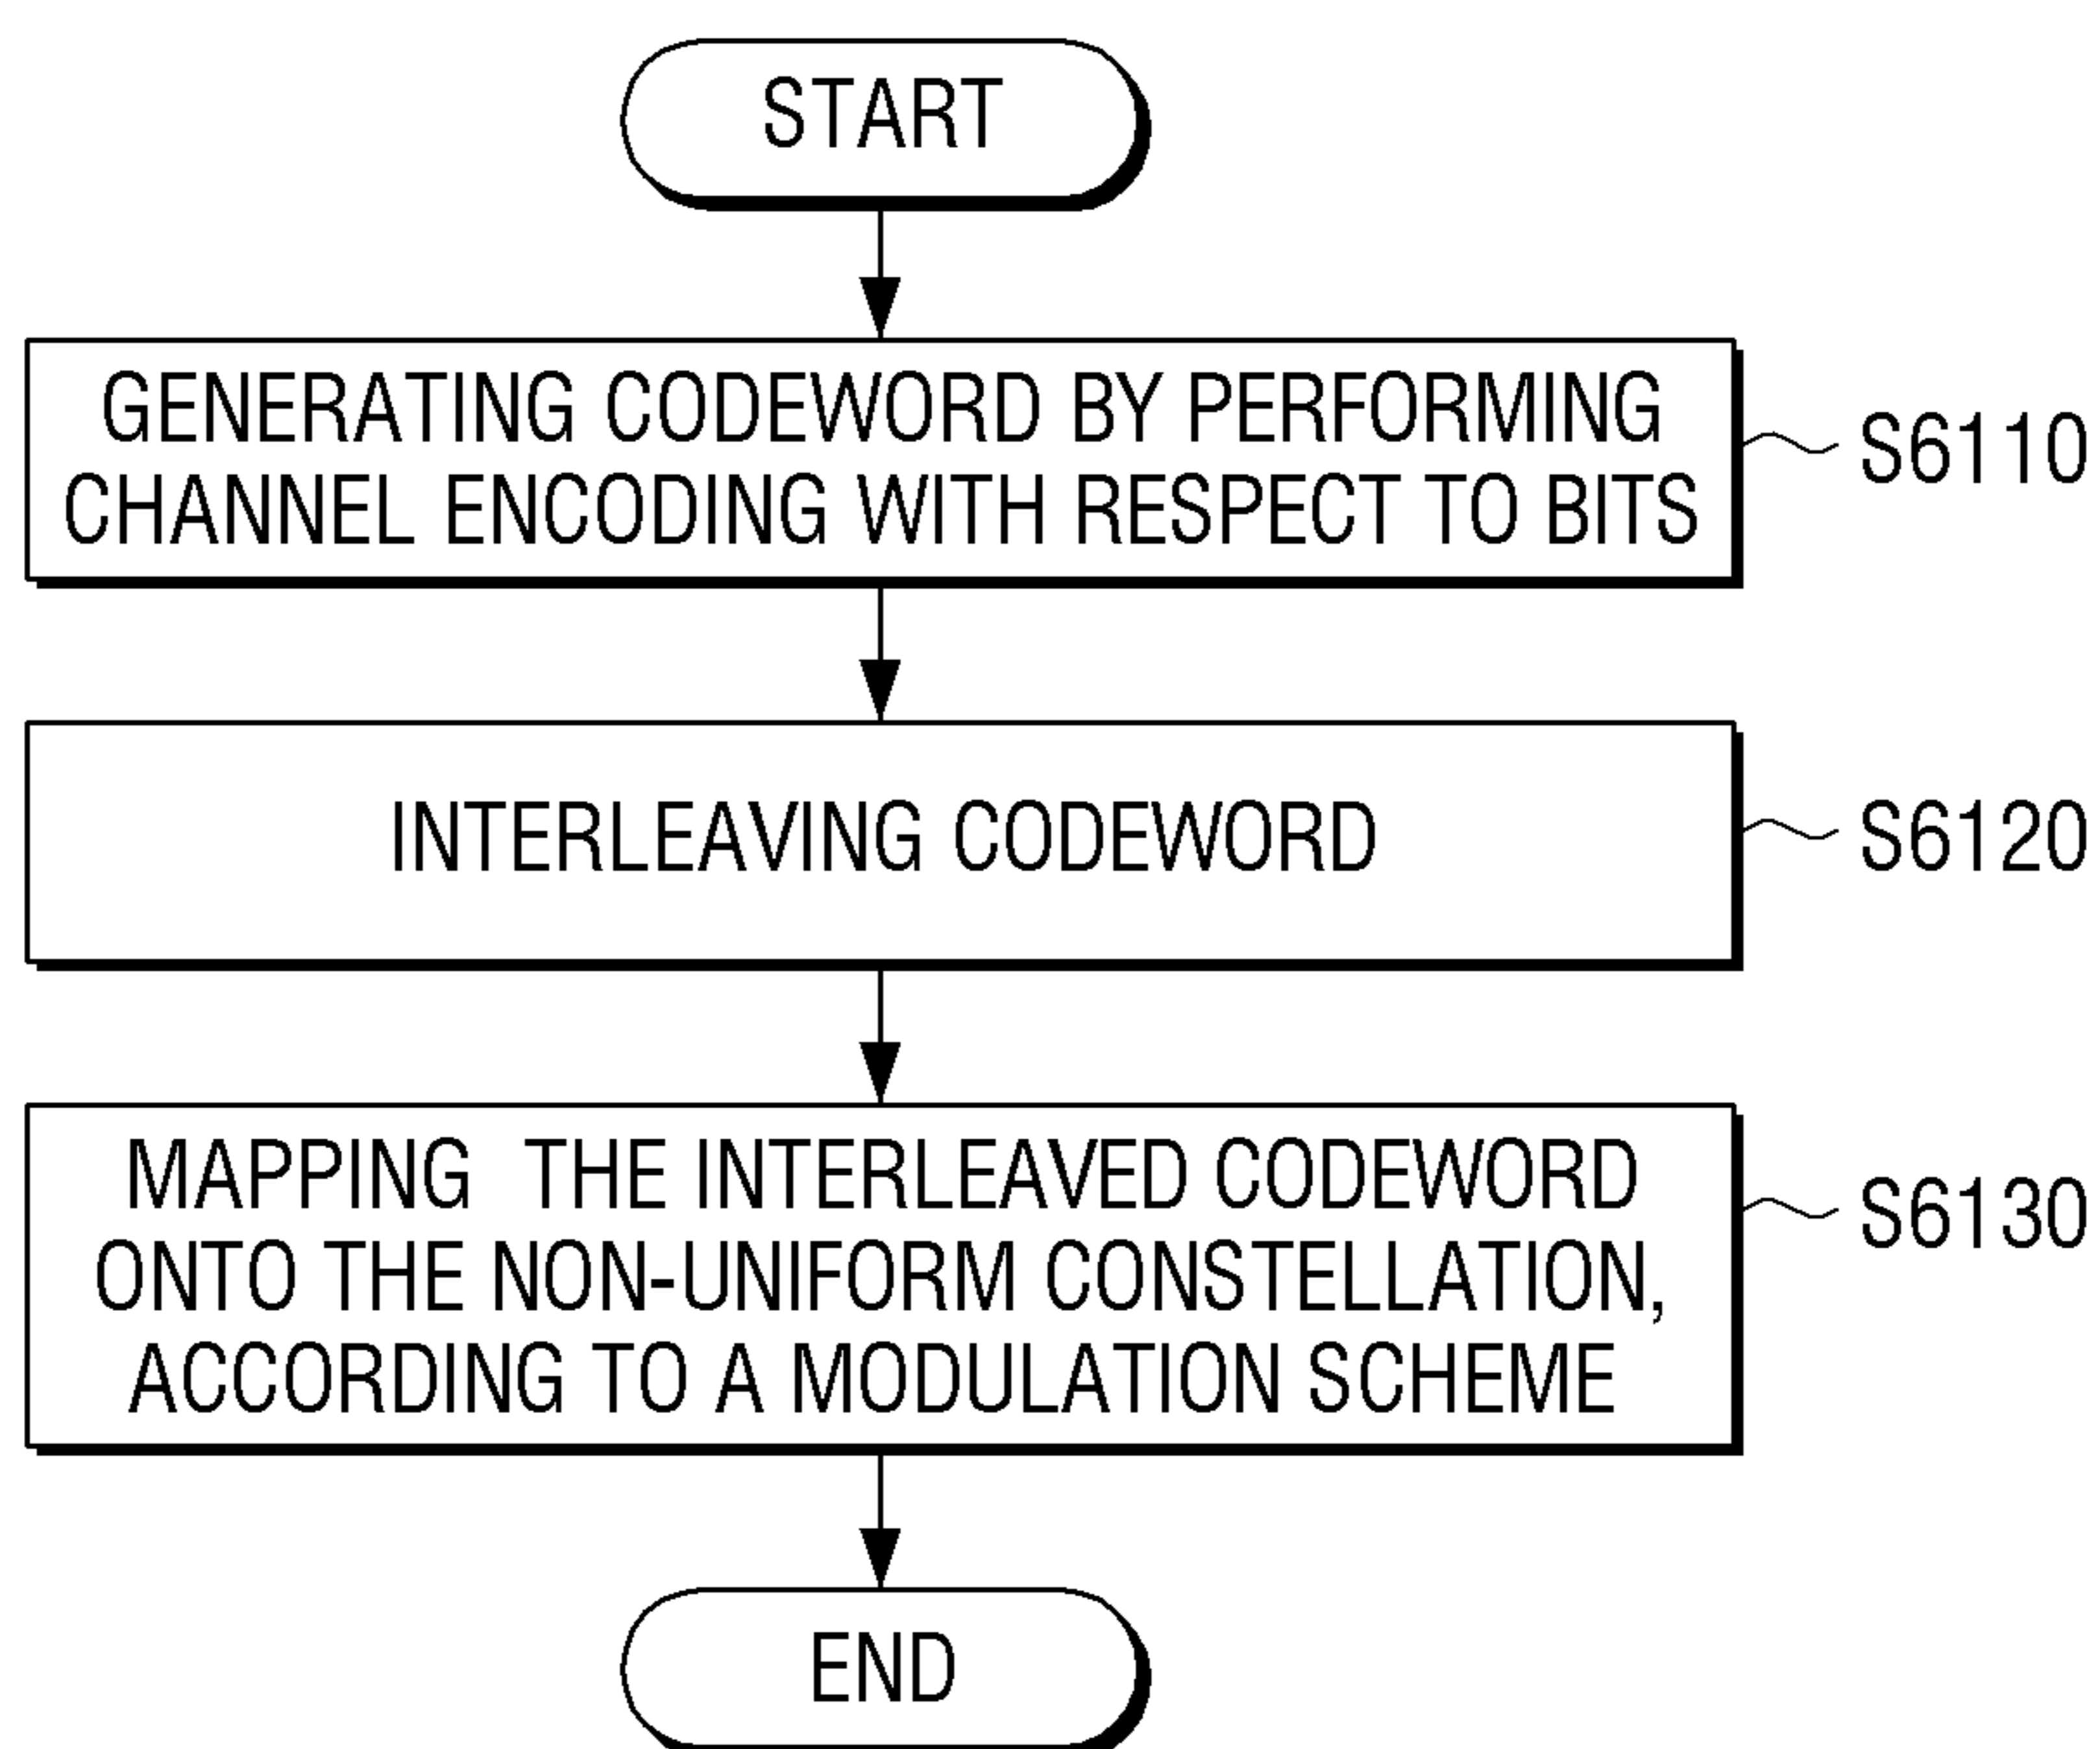 START
GENERATING CODEWORD BY PERFORMING
CHANNEL ENCODING WITH RESPECT TO BITS
S6110
INTERLEAVING CODEWORD
S6120
MAPPING THE INTERLEAVED CODEWORD
ONTO THE NON-UNIFORM CONSTELLATION,
ACCORDING TO A MODULATION SCHEME
S6130
END